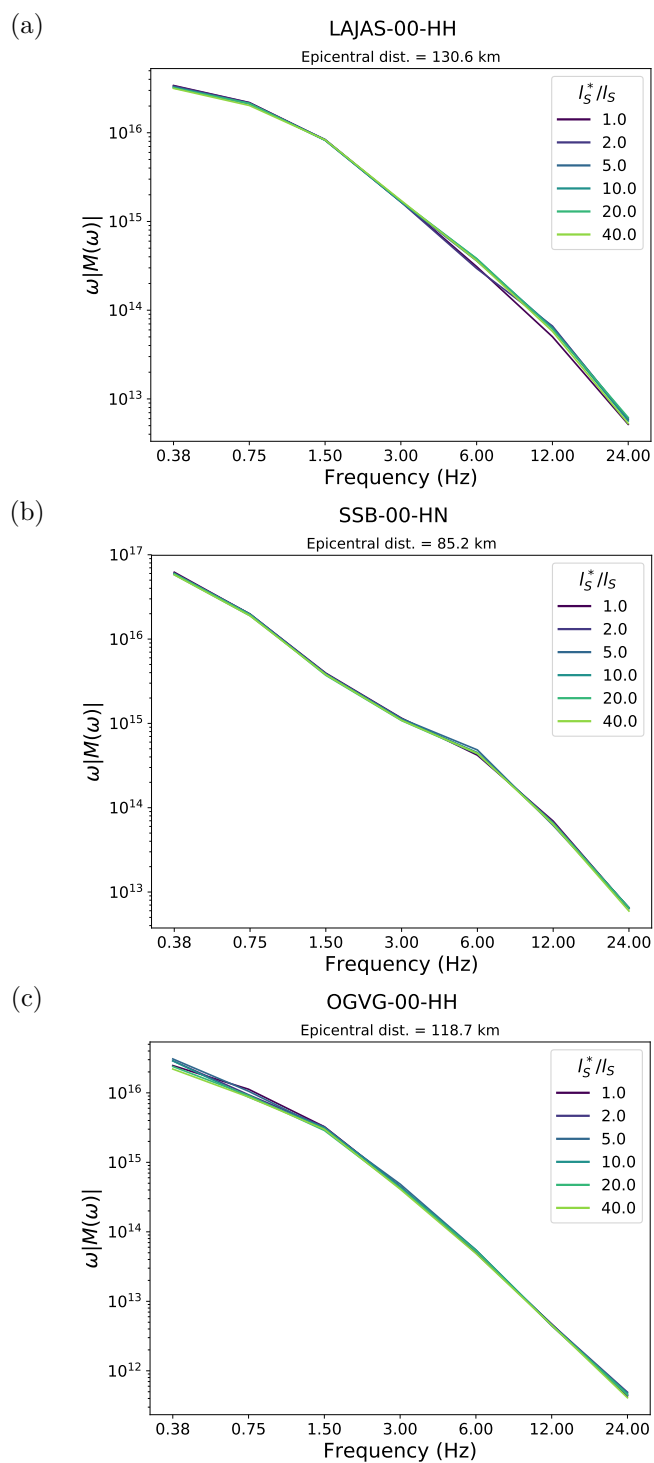 (a)
LAJAS-00-HH
Epicentral dist. = 130.6 km
l*S/lS
1.0
2.0
5.0
10.0
20.0
40.0
10^16
10^15
10^14
10^13
ω|M(ω)|
0.38 0.75 1.50 3.00 6.00 12.00 24.00
Frequency (Hz)
(b)
SSB-00-HN
Epicentral dist. = 85.2 km
l*S/lS
1.0
2.0
5.0
10.0
20.0
40.0
10^17
10^16
10^15
10^14
10^13
ω|M(ω)|
0.38 0.75 1.50 3.00 6.00 12.00 24.00
Frequency (Hz)
(c)
OGVG-00-HH
Epicentral dist. = 118.7 km
l*S/lS
1.0
2.0
5.0
10.0
20.0
40.0
10^16
10^15
10^14
10^13
10^12
ω|M(ω)|
0.38 0.75 1.50 3.00 6.00 12.00 24.00
Frequency (Hz)